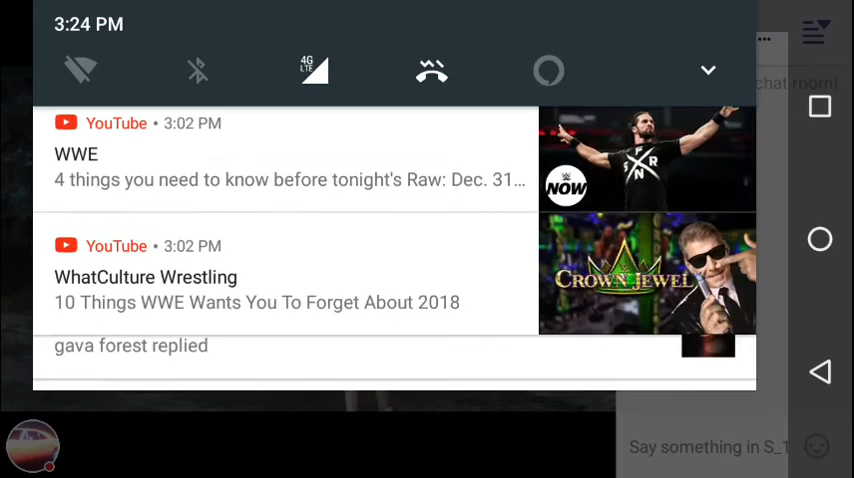 3:24 PM
4G
LTE
chat room!
YouTube • 3:02 PM
WWE
4 things you need to know before tonight's Raw: Dec. 31...
NOW
YouTube • 3:02 PM
WhatCulture Wrestling
10 Things WWE Wants You To Forget About 2018
CROWN JEWEL
gava forest replied
Say something in S_1